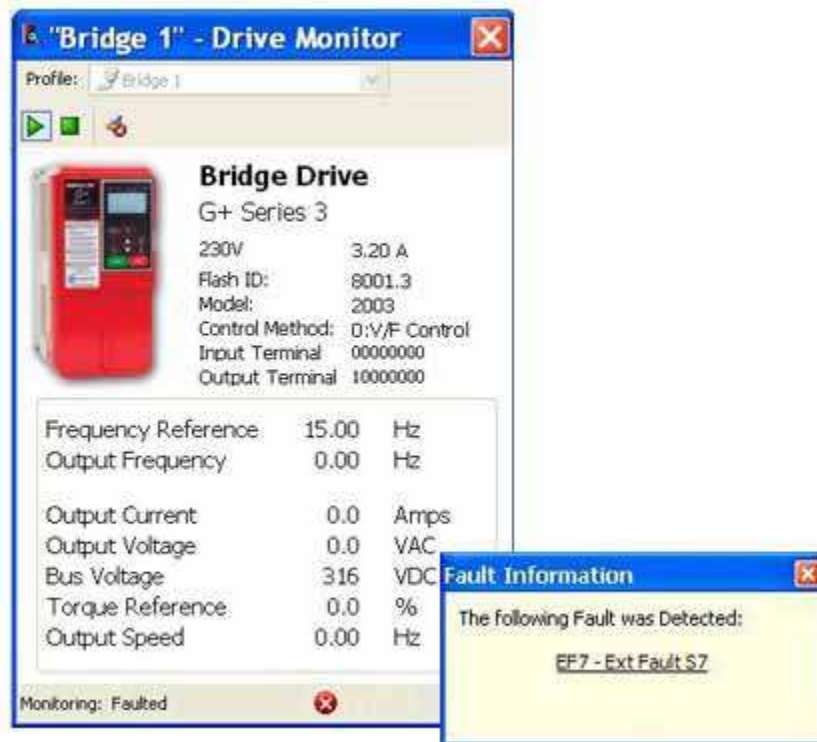 "Bridge 1" - Drive Monitor
Profile: Bridge 1
Bridge Drive
G+ Series 3
230V 3.20 A
Flash ID: 8001.3
Model: 2003
Control Method: 0:V/F Control
Input Terminal 00000000
Output Terminal 10000000
Frequency Reference 15.00 Hz
Output Frequency 0.00 Hz
Output Current 0.0 Amps
Output Voltage 0.0 VAC
Bus Voltage 316 VDC
Torque Reference 0.0 %
Output Speed 0.00 Hz
Monitoring: Faulted
Fault Information
The following Fault was Detected:
EF7 - Ext Fault S7